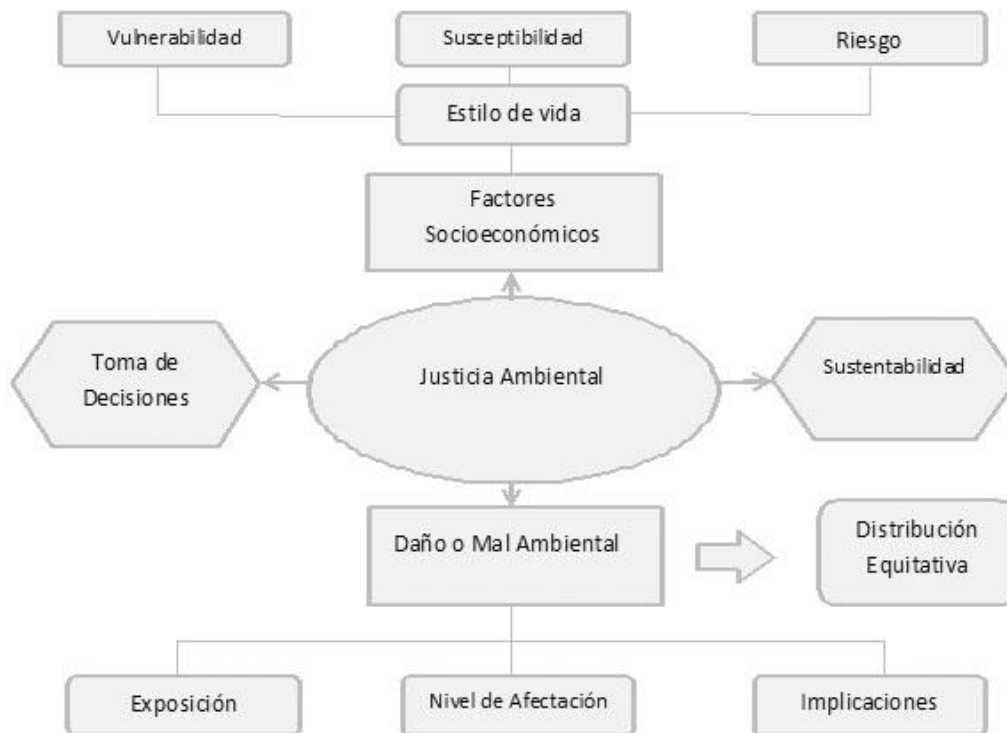 Vulnerabilidad
Susceptibilidad
Riesgo
Estilo de vida
Factores
Socioeconómicos
Toma de
Decisiones
Justicia Ambiental
Sustentabilidad
Daño o Mal Ambiental
Distribución
Equitativa
Exposición
Nivel de Afectación
Implicaciones